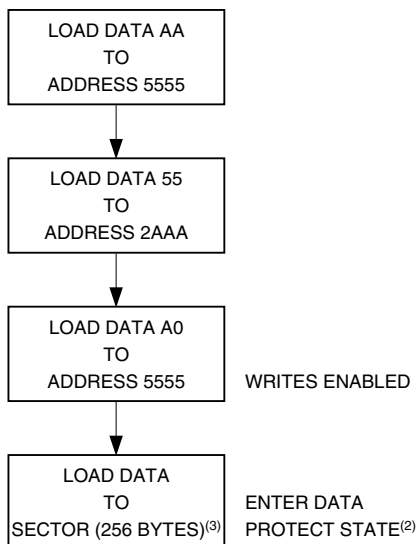 LOAD DATA AA
TO
ADDRESS 5555
LOAD DATA 55
TO
ADDRESS 2AAA
LOAD DATA A0
TO
ADDRESS 5555
WRITES ENABLED
LOAD DATA
TO
SECTOR (256 BYTES)(3)
ENTER DATA
PROTECT STATE(2)